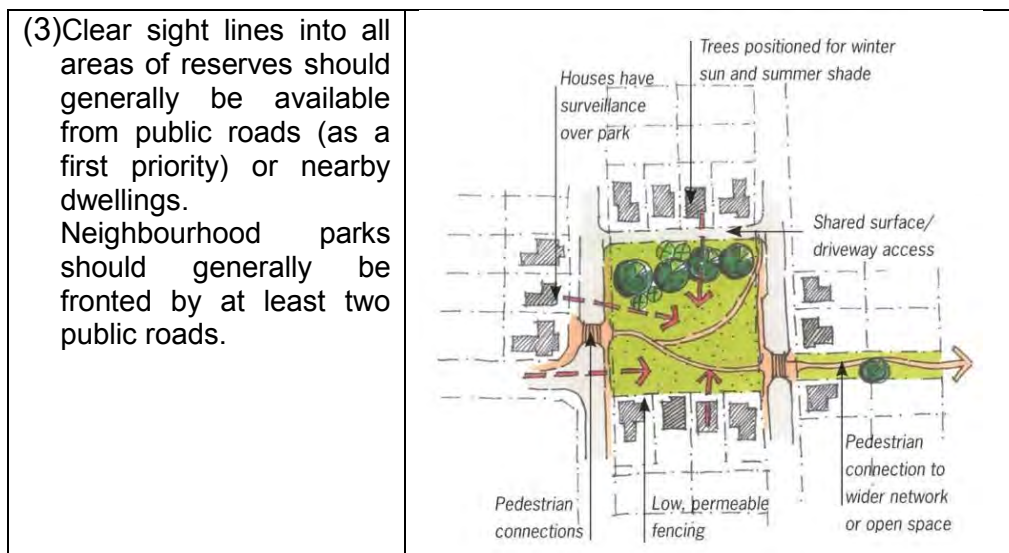 (3)Clear sight lines into all
areas of reserves should
generally be available
from public roads (as a
first priority) or nearby
dwellings.
Neighbourhood parks
should generally be
fronted by at least two
public roads.
Trees positioned for winter
sun and summer shade
Houses have
surveillance
over park
Shared surface/
driveway access
Pedestrian
connections
Low, permeable
fencing
Pedestrian
connection to
wider network
or open space